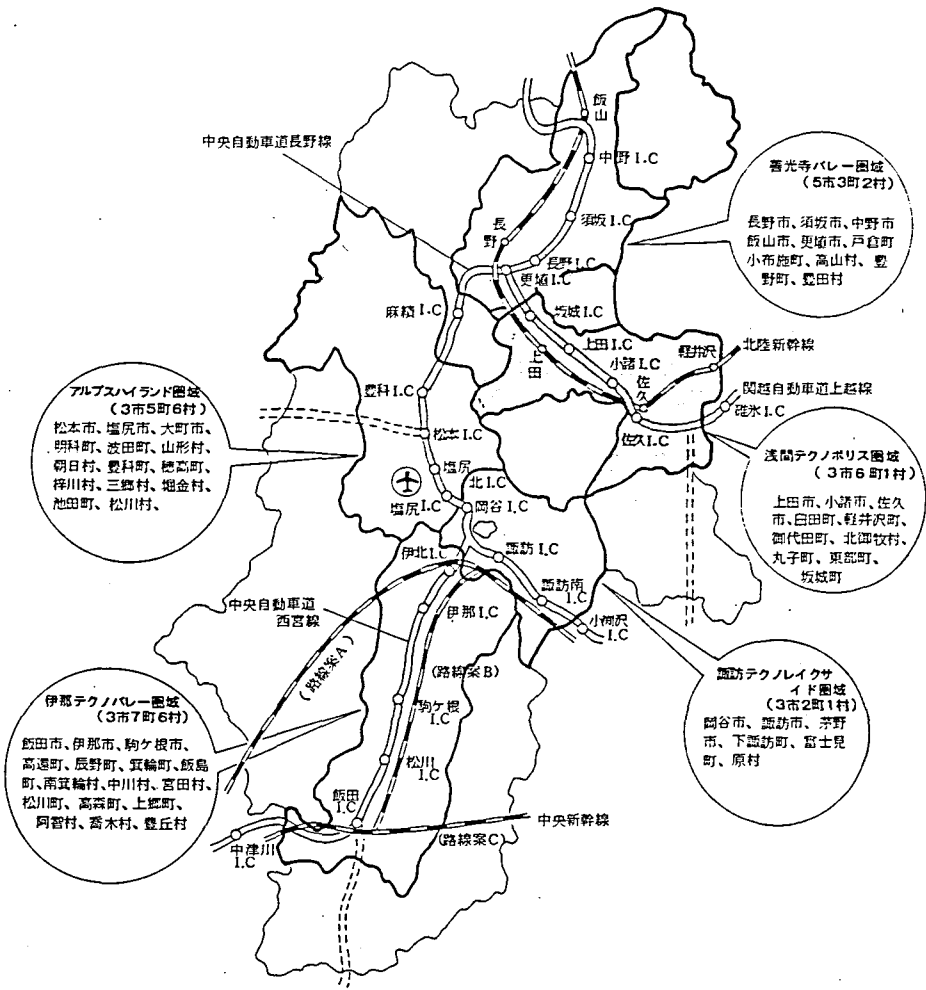 飯山
中央自動車道長野線
中野I.C
善光寺バレー圏域
(5市3町2村)
長野市、須坂市、中野市
飯山市、更埴市、戸倉町
小布施町、高山村、豊
野町、豊田村
長野
須坂I.C
長野I.C
更埴I.C
麻績I.C
坂城I.C
上田I.C
上田
小諸I.C
佐久
軽井沢
北陸新幹線
関越自動車道上越線
碓氷I.C
佐久I.C
アルプスハイランド圏域
(3市5町6村)
松本市、塩尻市、大町市、
明科町、波田町、山形村、
朝日村、豊科町、穂高町、
梓川村、三郷村、堀金村、
池田町、松川村、
豊科I.C
松本I.C
塩尻
北I.C
塩尻I.C
岡谷I.C
浅間テクノポリス圏域
(3市6町1村)
上田市、小諸市、佐久
市、臼田町、軽井沢町、
御代田町、北御牧村、
丸子町、東部町、
坂城町
伊北I.C
諏訪I.C
諏訪南
I.C
小淵沢
I.C
中央自動車道
西宮線
伊那I.C
(路線案A)
(路線案B)
駒ケ根
I.C
松川
I.C
飯田
I.C
諏訪テクノレイクサ
イド圏域
(3市2町1村)
岡谷市、諏訪市、茅野
市、下諏訪町、富士見
町、原村
伊那テクノバレー圏域
(3市7町6村)
飯田市、伊那市、駒ケ根市、
高遠町、辰野町、箕輪町、飯島
町、南箕輪村、中川村、宮田村、
松川町、高森町、上郷町、
阿智村、喬木村、豊丘村
中央新幹線
(路線案C)
中津川
I.C